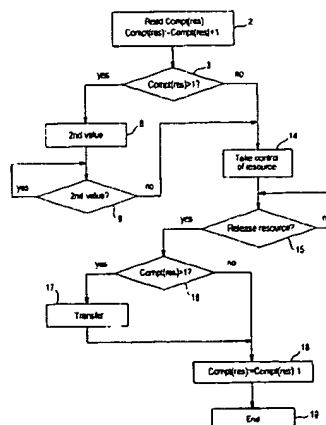 Read Compt(res)
Compt(res):=Compt(res)+1
2
3
yes
Compt(res)>1?
no
2nd value
8
14
Take control
of resource
yes
2nd value?
no
9
yes
Release resource?
15
yes
Compt(res)>1?
no
17
16
Transfer
18
Compt(res):=Compt(res) 1
End
19